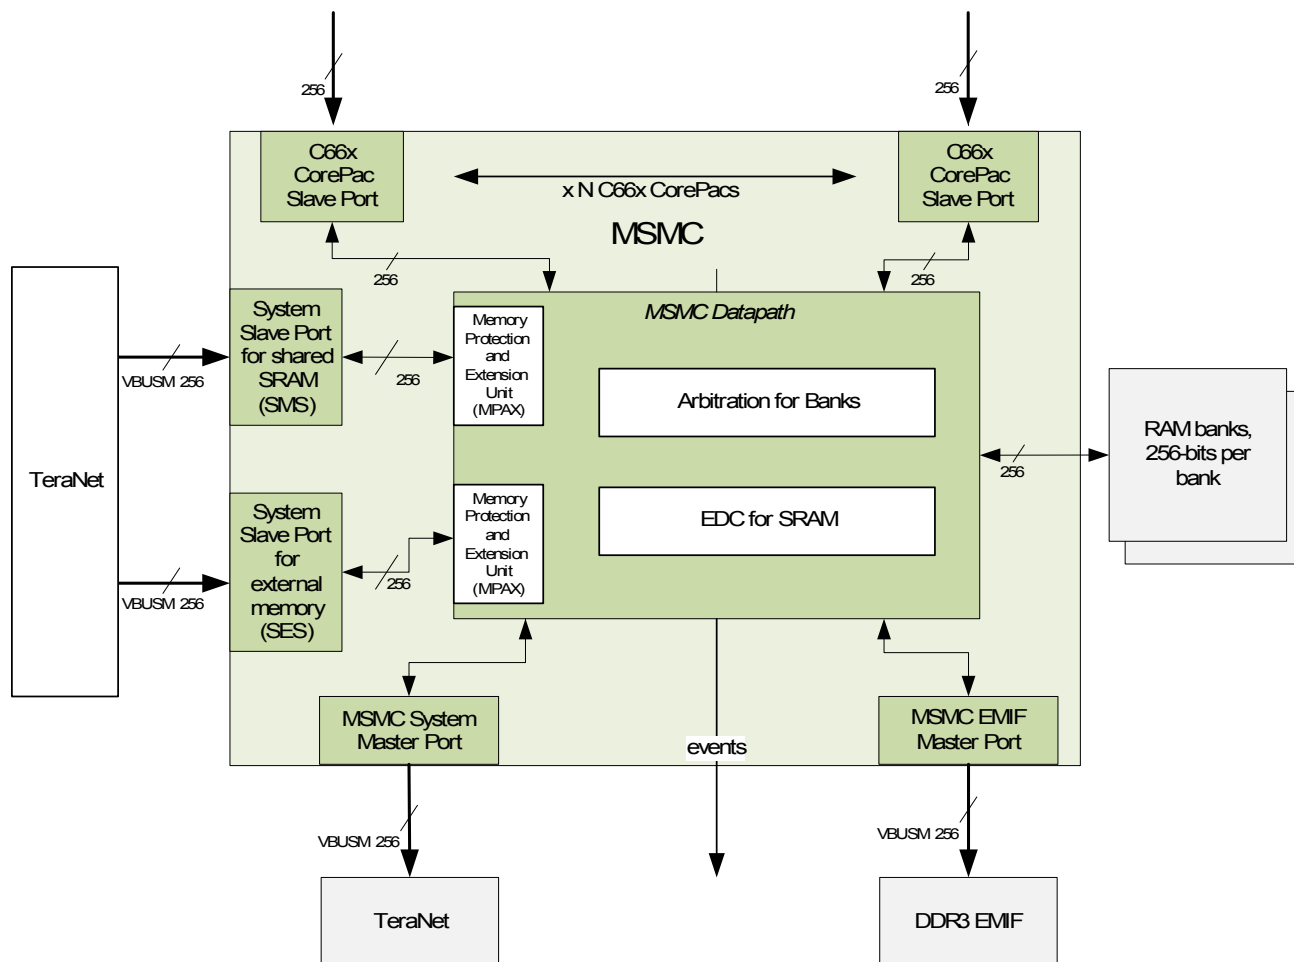 256
256
C66x
CorePac
Slave Port
C66x
CorePac
Slave Port
x N C66x CorePacs
MSMC
256
256
System
Slave Port
for shared
SRAM
(SMS)
MSMC Datapath
Memory
Protection
and
Extension
Unit
(MPAX)
VBUSM 256
256
Arbitration for Banks
RAM banks,
256-bits per
bank
256
TeraNet
System
Slave Port
for
external
memory
(SES)
Memory
Protection
and
Extension
Unit
(MPAX)
EDC for SRAM
VBUSM 256
256
MSMC System
Master Port
MSMC EMIF
Master Port
events
VBUSM 256
VBUSM 256
TeraNet
DDR3 EMIF